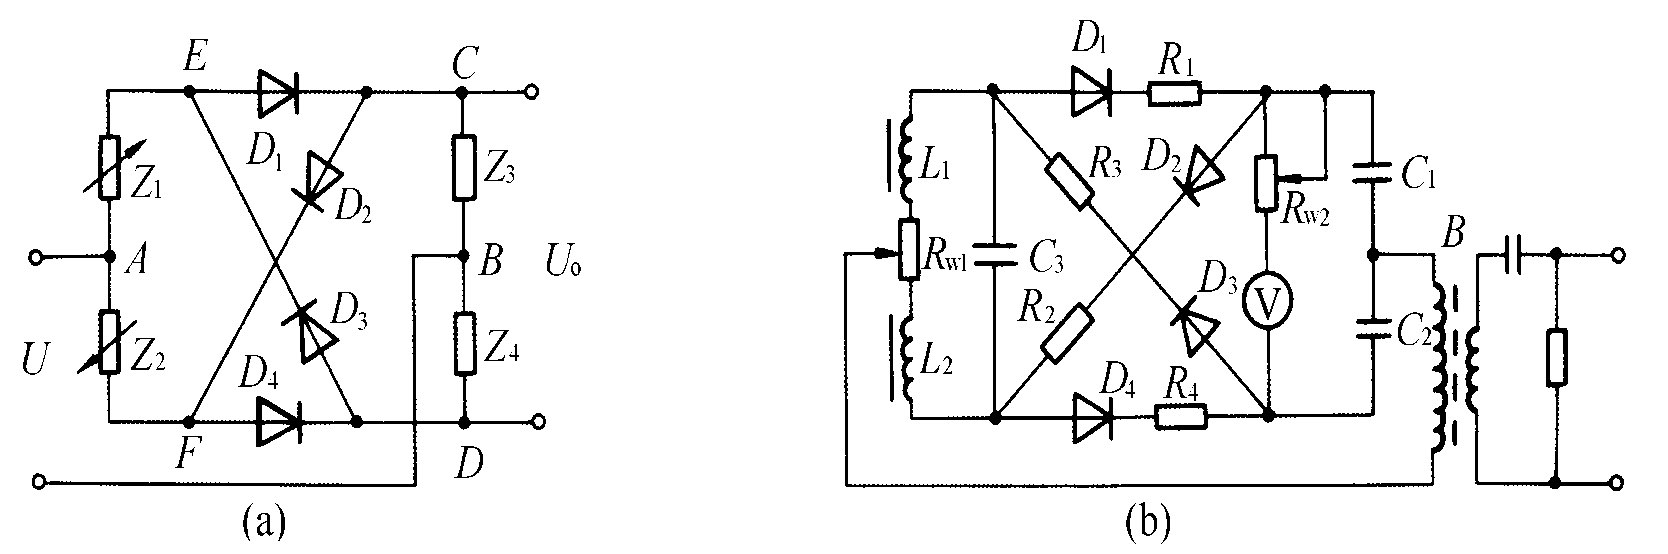 E
C
D1
Z1
D2
Z3
A
B
Uo
D3
U
Z2
D4
Z4
F
D
(a)
D1
R1
L1
R3
D2
C1
Rw1
C3
Rw2
B
L2
R2
D3
V
C2
D4
R4
(b)